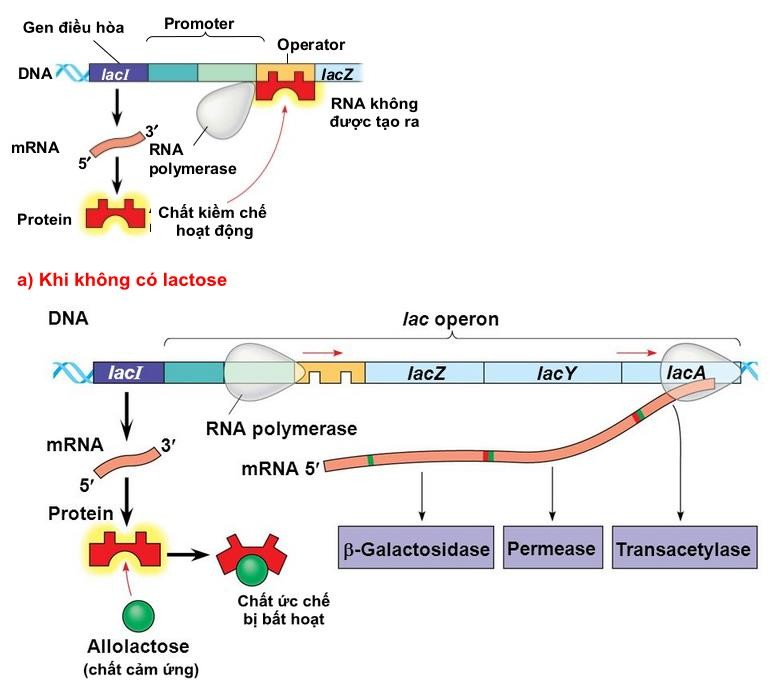 Gen điều hòa
Promoter
Operator
DNA
lacI
lacZ
RNA không
được tạo ra
mRNA
3′
5′
RNA
polymerase
Protein
Chất kiềm chế
hoạt động
a) Khi không có lactose
DNA
lac operon
lacI
lacZ
lacY
lacA
RNA polymerase
mRNA
3′
5′
mRNA 5′
Protein
β-Galactosidase
Permease
Transacetylase
Chất ức chế
bị bất hoạt
Allolactose
(chất cảm ứng)